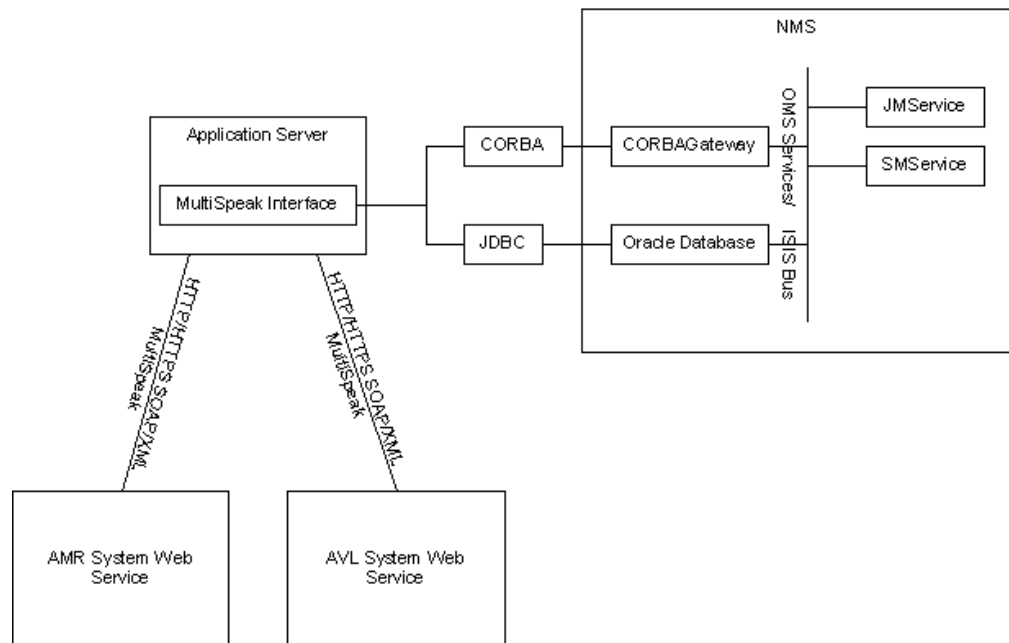 NMS
Application Server
MultiSpeak Interface
CORBA
CORBAGateway
JDBC
Oracle Database
OMS Services/
ISIS Bus
JMService
SMService
HTTP/HTTPS SOAP/XML
MultiSpeak
HTTP/HTTPS SOAP/XML
MultiSpeak
AMR System Web
Service
AVL System Web
Service